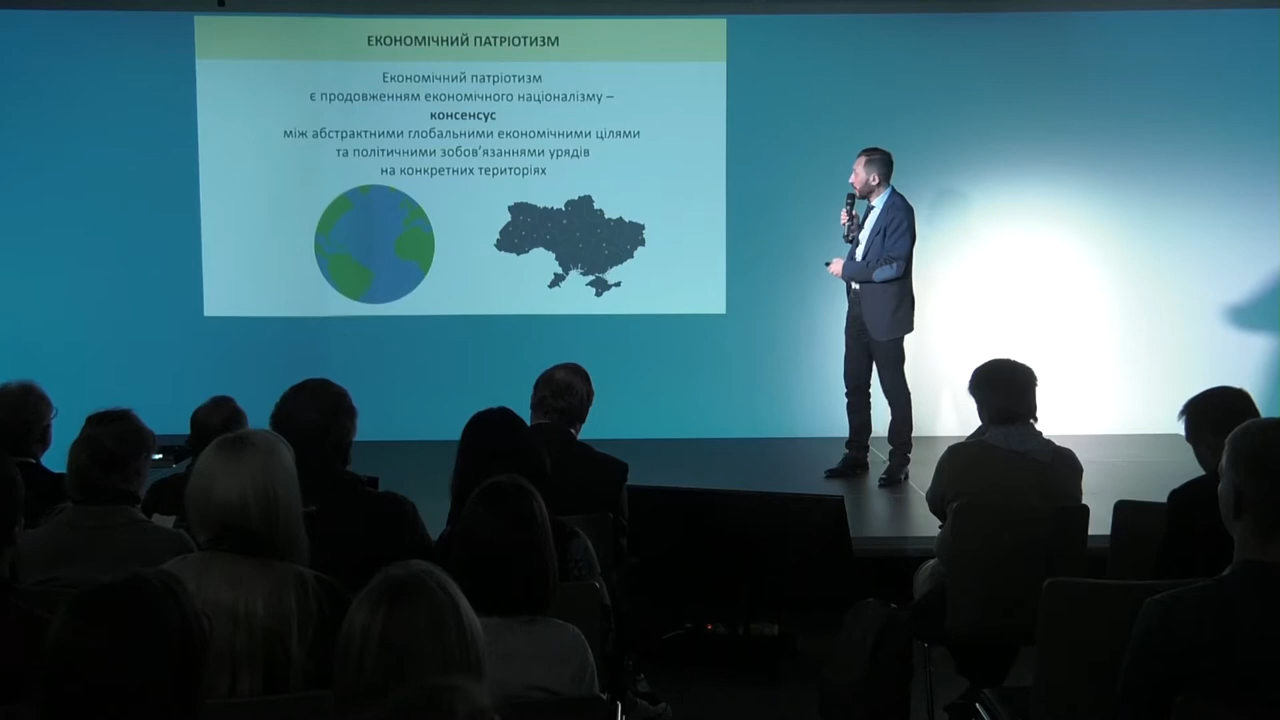 ЕКОНОМІЧНИЙ ПАТРІОТИЗМ
Економічний патріотизм
є продовженням економічного націоналізму –
консенсус
між абстрактними глобальними економічними цілями
та політичними зобов'язаннями урядів
на конкретних територіях